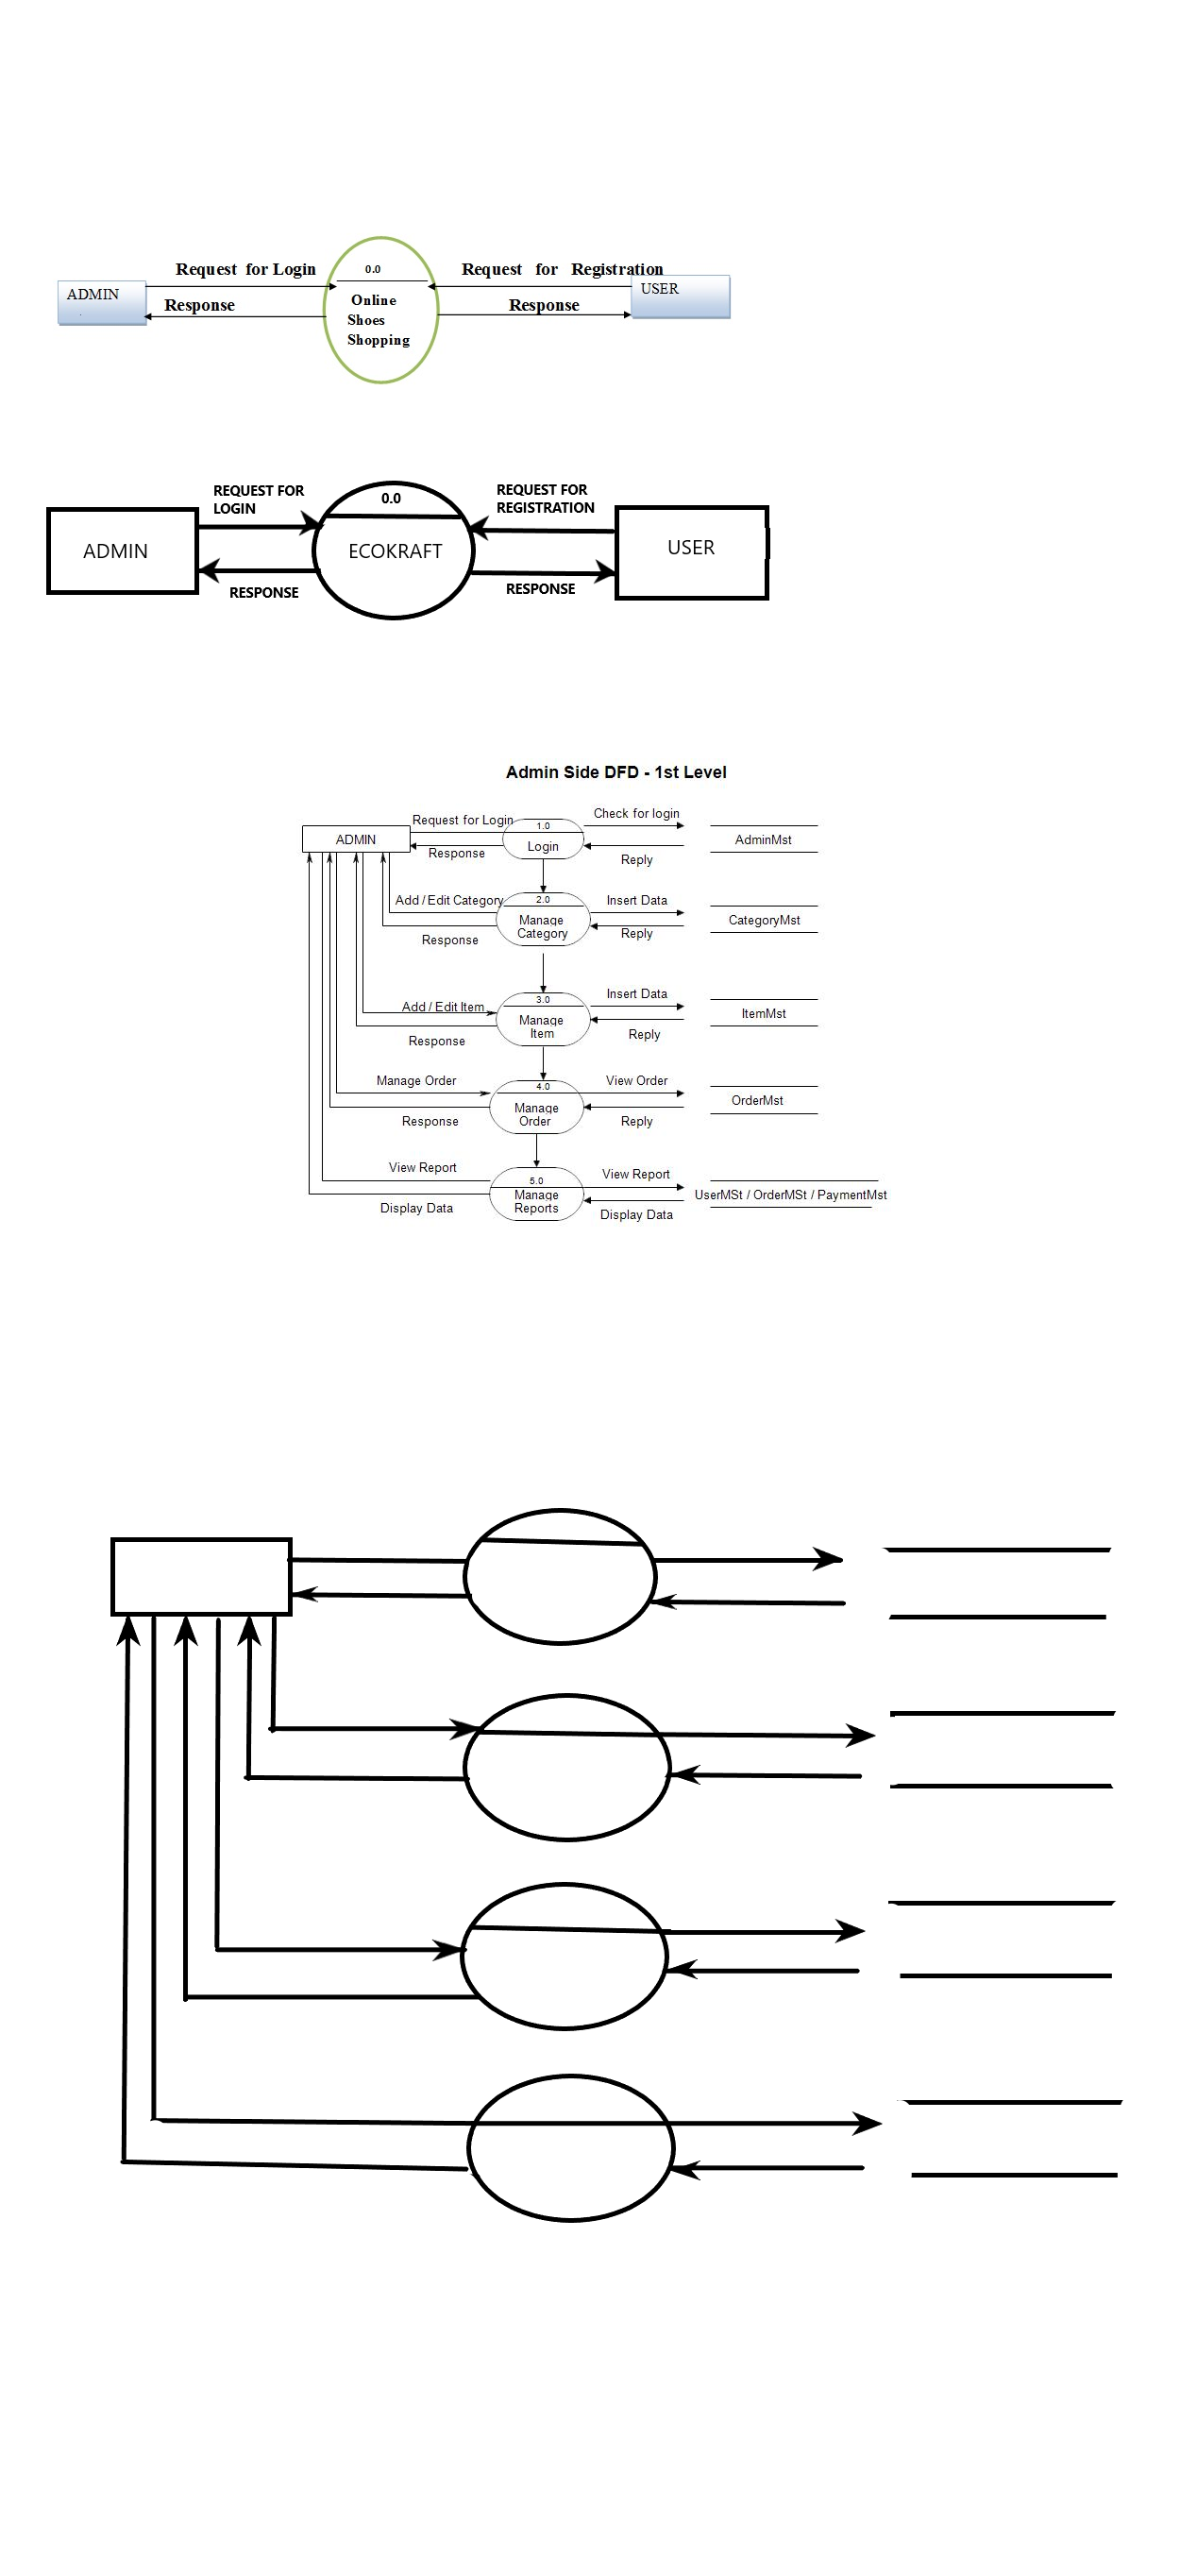 Request for Login
0.0
Request for Registration
ADMIN
USER
Response
Online
Shoes
Shopping
Response
REQUEST FOR
LOGIN
0.0
REQUEST FOR
REGISTRATION
ADMIN
ECOKRAFT
USER
RESPONSE
RESPONSE
Admin Side DFD - 1st Level
Request for Login
1.0
Check for login
ADMIN
Login
AdminMst
Response
Reply
Add / Edit Category
2.0
Insert Data
Manage
Category
CategoryMst
Response
Reply
Add / Edit Item
3.0
Insert Data
Manage
Item
ItemMst
Response
Reply
Manage Order
4.0
View Order
Manage
Order
OrderMst
Response
Reply
View Report
5.0
View Report
Manage
Reports
UserMSt / OrderMSt / PaymentMst
Display Data
Display Data